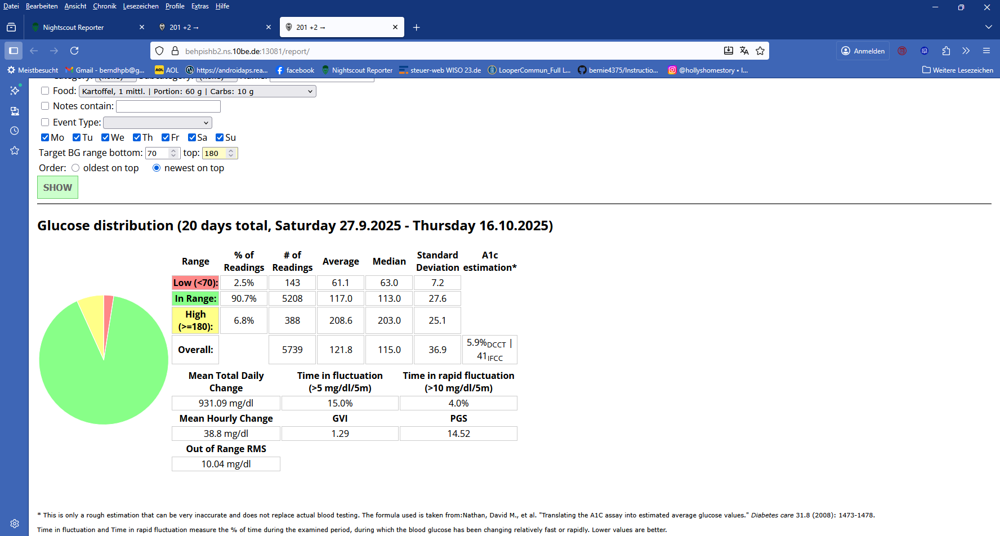 Datei Bearbeiten Ansicht Chronik Lesezeichen Profile Extras Hilfe
Nightscout Reporter 201 +2 → 201 +2 →
behpishb2.ns.10be.de:13081/report/ Anmelden
Meistbesucht Gmail - berndhpb@g... AOL https://androidaps.rea... facebook Nightscout Reporter steuer-web WISO 23.de LooperCommun_Full L... bernie4375/Instructio... @hollyshomestory • I... Weitere Lesezeichen
Food: Kartoffel, 1 mittl. | Portion: 60 g | Carbs: 10 g
Notes contain:
Event Type:
Mo Tu We Th Fr Sa Su
Target BG range bottom: 70 top: 180
Order: oldest on top newest on top
SHOW
Glucose distribution (20 days total, Saturday 27.9.2025 - Thursday 16.10.2025)
Range % of Readings # of Readings Average Median Standard Deviation A1c estimation*
Low (<70): 2.5% 143 61.1 63.0 7.2
In Range: 90.7% 5208 117.0 113.0 27.6
High (>=180): 6.8% 388 208.6 203.0 25.1
Overall: 5739 121.8 115.0 36.9 5.9%DCCT | 41IFCC
Mean Total Daily Change Time in fluctuation (>5 mg/dl/5m) Time in rapid fluctuation (>10 mg/dl/5m)
931.09 mg/dl 15.0% 4.0%
Mean Hourly Change GVI PGS
38.8 mg/dl 1.29 14.52
Out of Range RMS
10.04 mg/dl
* This is only a rough estimation that can be very inaccurate and does not replace actual blood testing. The formula used is taken from:Nathan, David M., et al. "Translating the A1C assay into estimated average glucose values." Diabetes care 31.8 (2008): 1473-1478.
Time in fluctuation and Time in rapid fluctuation measure the % of time during the examined period, during which the blood glucose has been changing relatively fast or rapidly. Lower values are better.